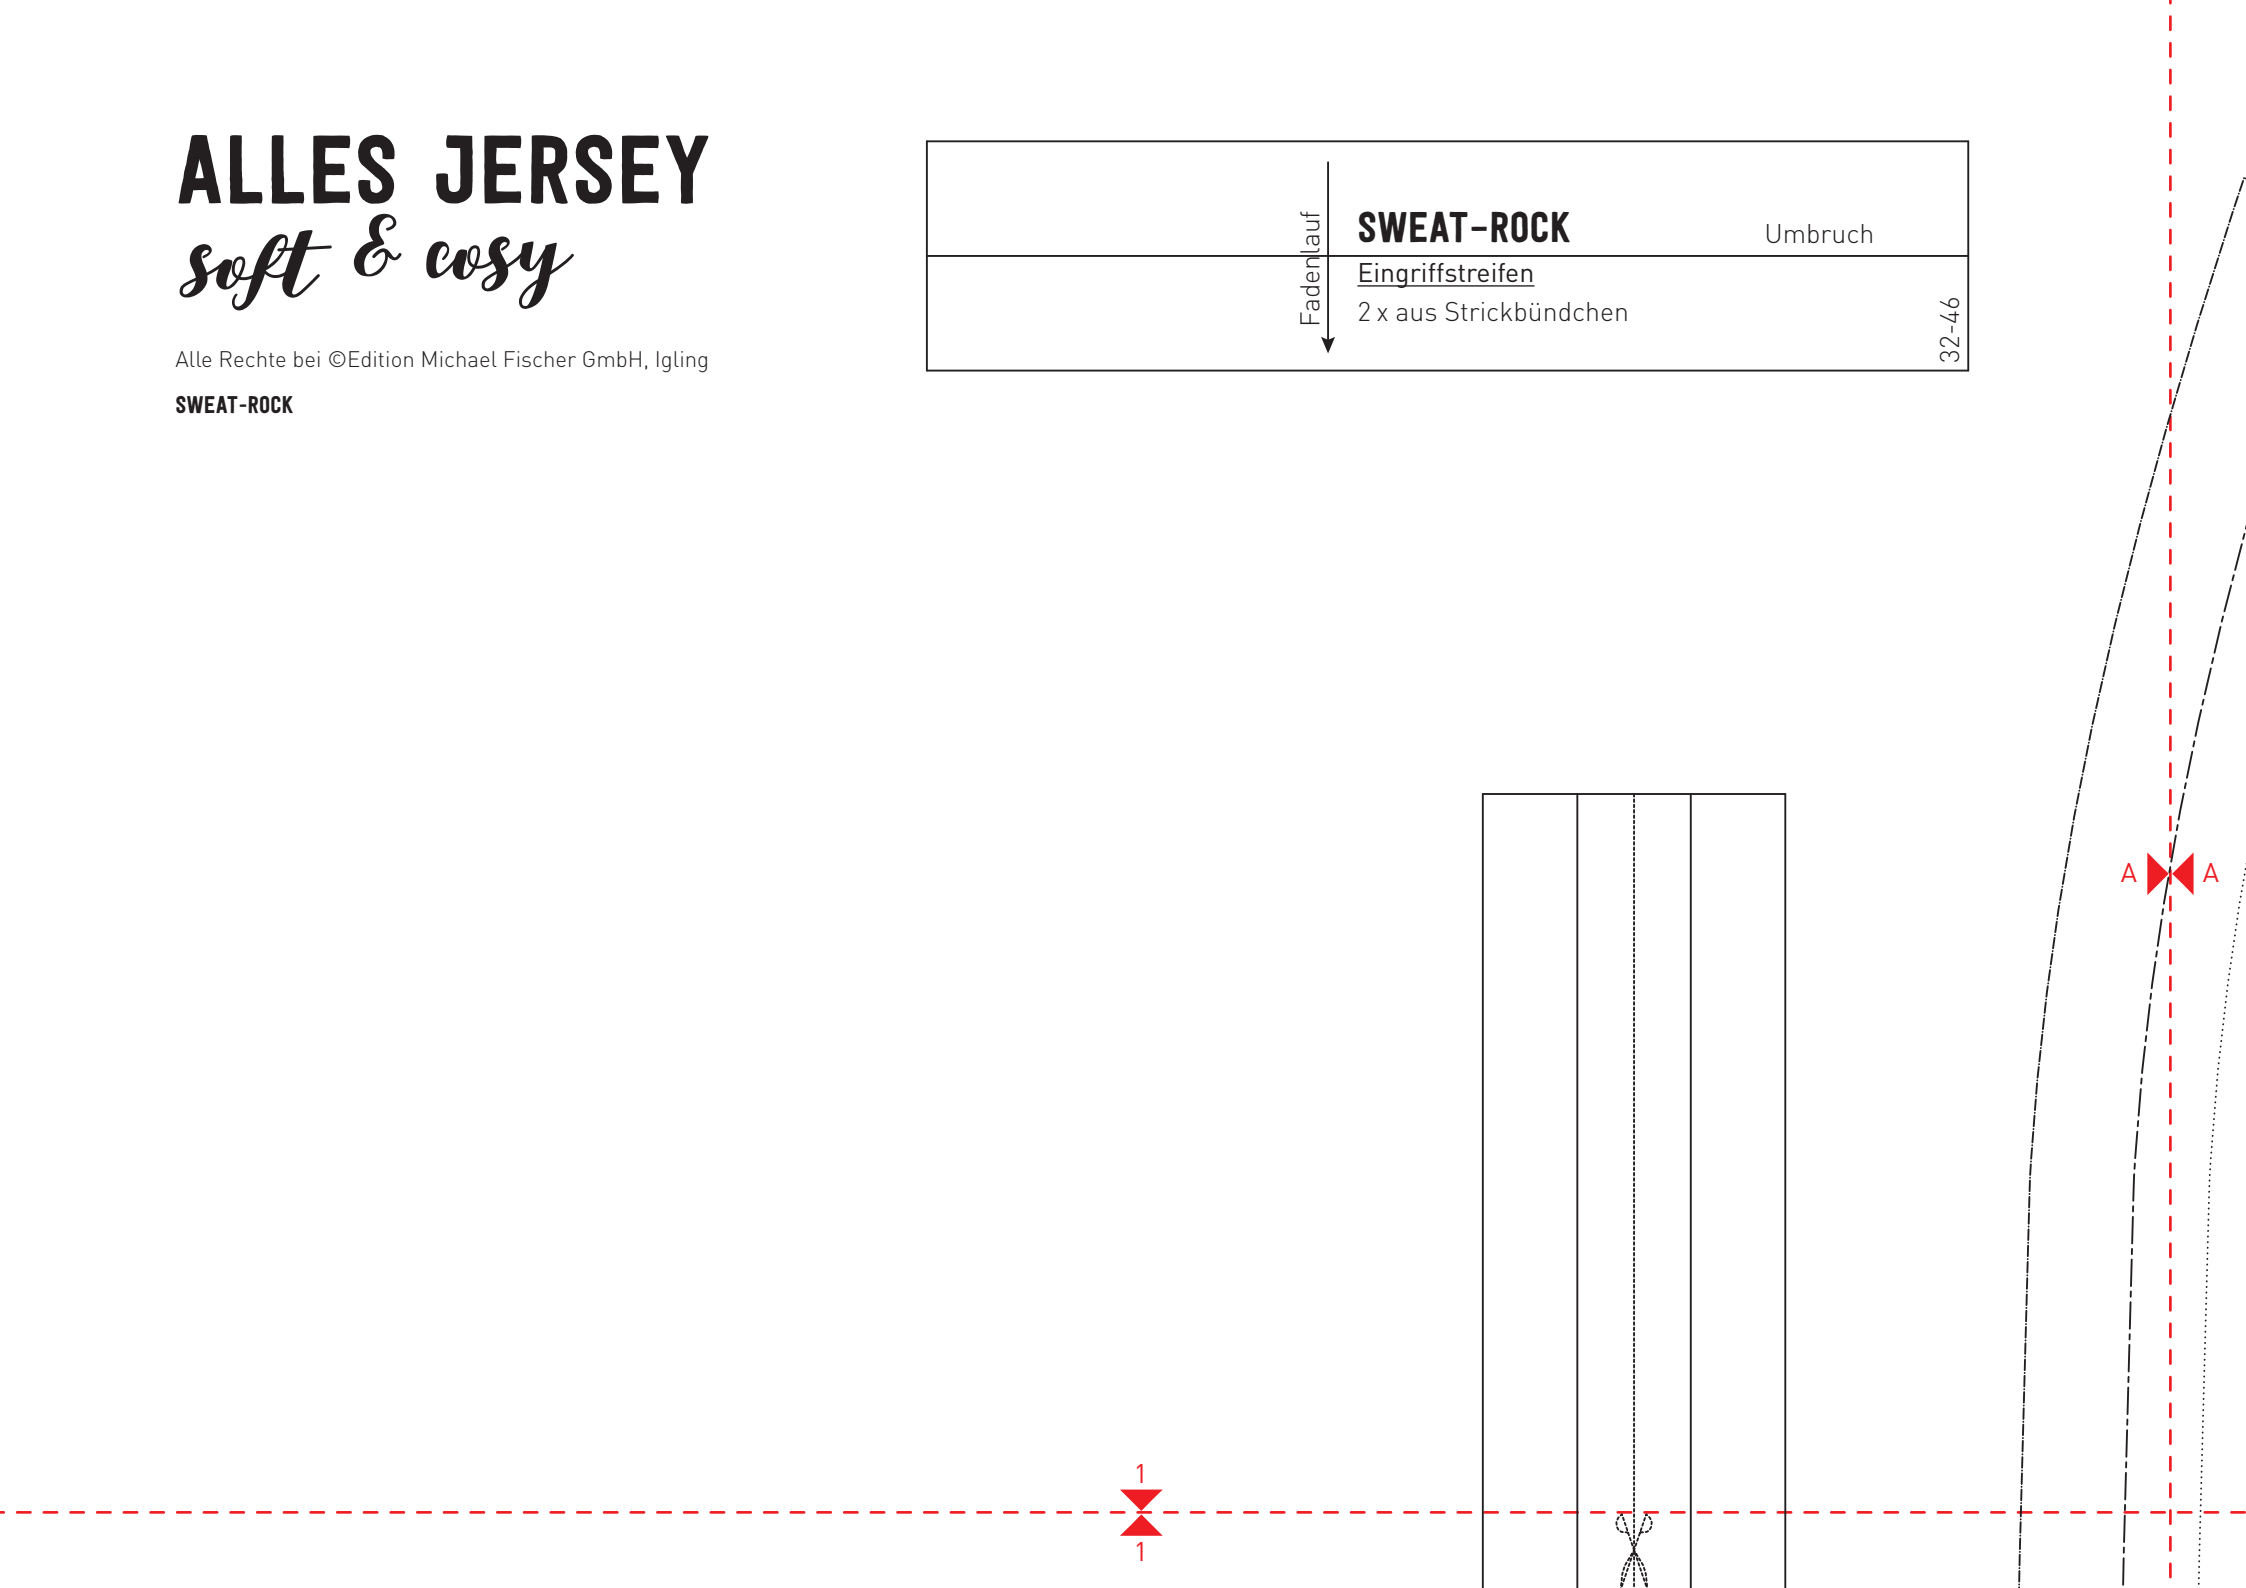 ALLES JERSEY
soft & cosy
Alle Rechte bei ©Edition Michael Fischer GmbH, Igling
SWEAT-ROCK
Fadenlauf
SWEAT-ROCK
Umbruch
Eingriffstreifen
2 x aus Strickbündchen
32-46
A A
1
1